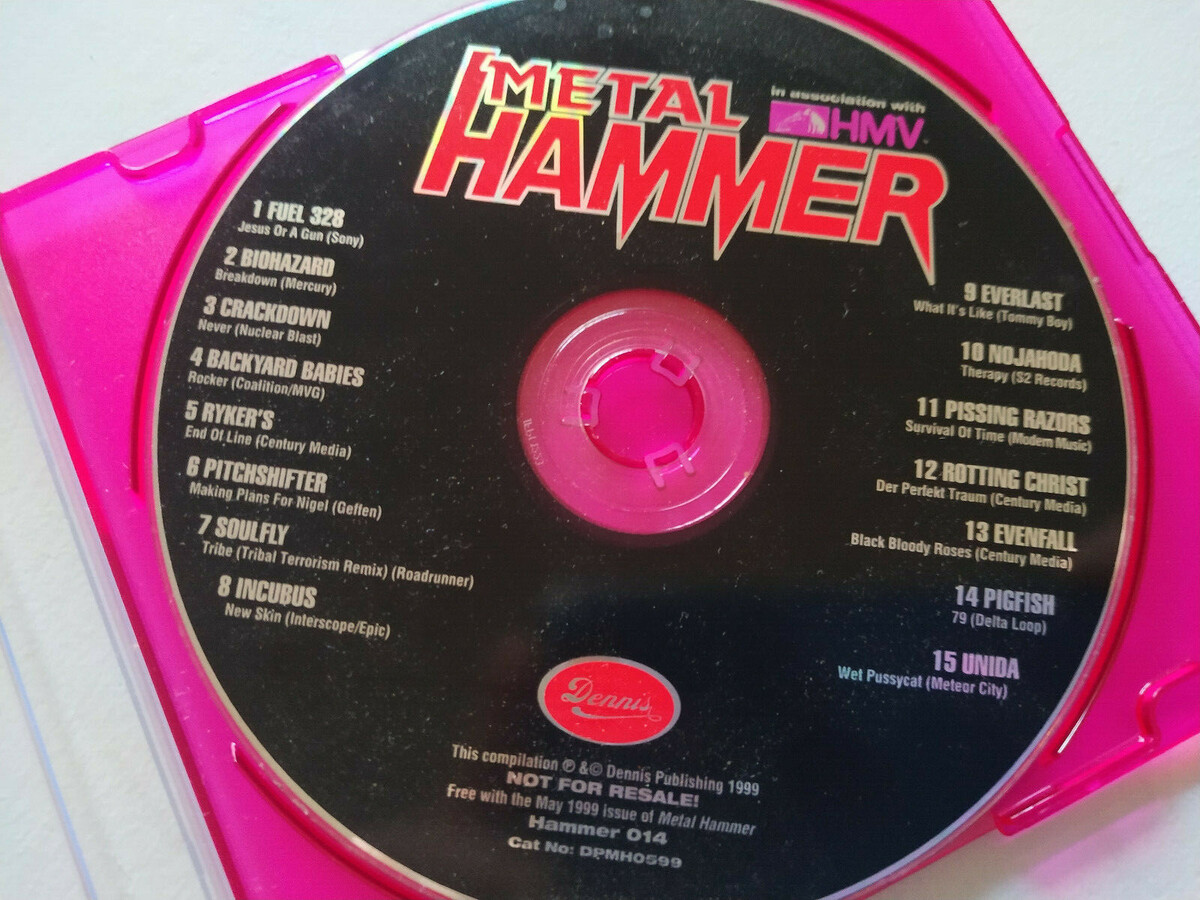 METAL
HAMMER
in association with
HMV
1 FUEL 328
Jesus Or A Gun (Sony)
2 BIOHAZARD
Breakdown (Mercury)
3 CRACKDOWN
Never (Nuclear Blast)
4 BACKYARD BABIES
Rocker (Coalition/MVG)
5 RYKER'S
End Of Line (Century Media)
6 PITCHSHIFTER
Making Plans For Nigel (Geffen)
7 SOULFLY
Tribe (Tribal Terrorism Remix) (Roadrunner)
8 INCUBUS
New Skin (Interscope/Epic)
9 EVERLAST
What It's Like (Tommy Boy)
10 NOJAHODA
Therapy (S2 Records)
11 PISSING RAZORS
Survival Of Time (Modern Music)
12 ROTTING CHRIST
Der Perfekt Traum (Century Media)
13 EVENFALL
Black Bloody Roses (Century Media)
14 PIGFISH
79 (Delta Loop)
15 UNIDA
Wet Pussycat (Meteor City)
Dennis
This compilation ℗ &© Dennis Publishing 1999
NOT FOR RESALE!
Free with the May 1999 issue of Metal Hammer
Hammer 014
Cat No: DPMH0599